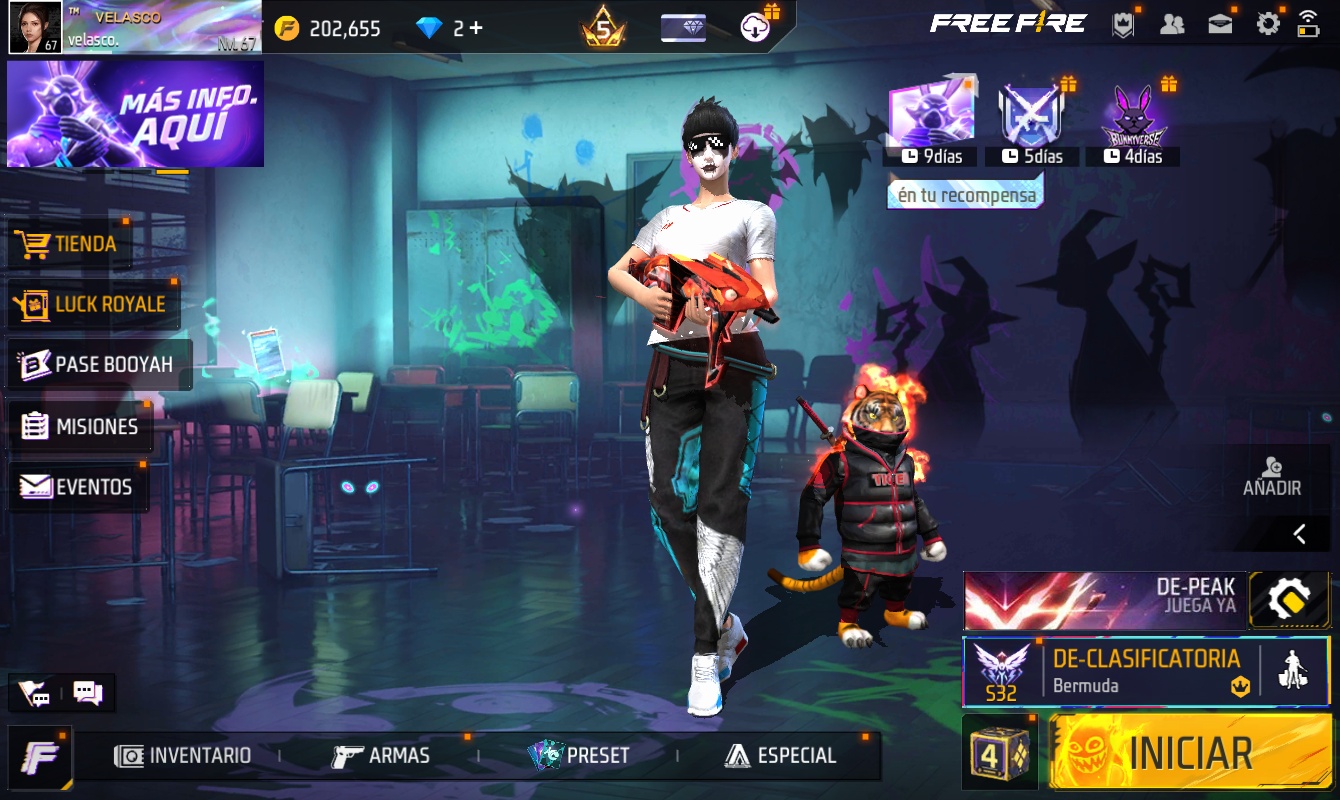 ™ VELASCO
velasco.
67
NVL.67
202,655
2 +
5
FREE FIRE
MÁS INFO.
AQUÍ
9días
5días
BUNNYVERSE
4días
én tu recompensa
TIENDA
LUCK ROYALE
PASE BOOYAH
MISIONES
EVENTOS
AÑADIR
DE-PEAK
JUEGA YA
S32
DE-CLASIFICATORIA
Bermuda
INVENTARIO
ARMAS
PRESET
ESPECIAL
4
INICIAR